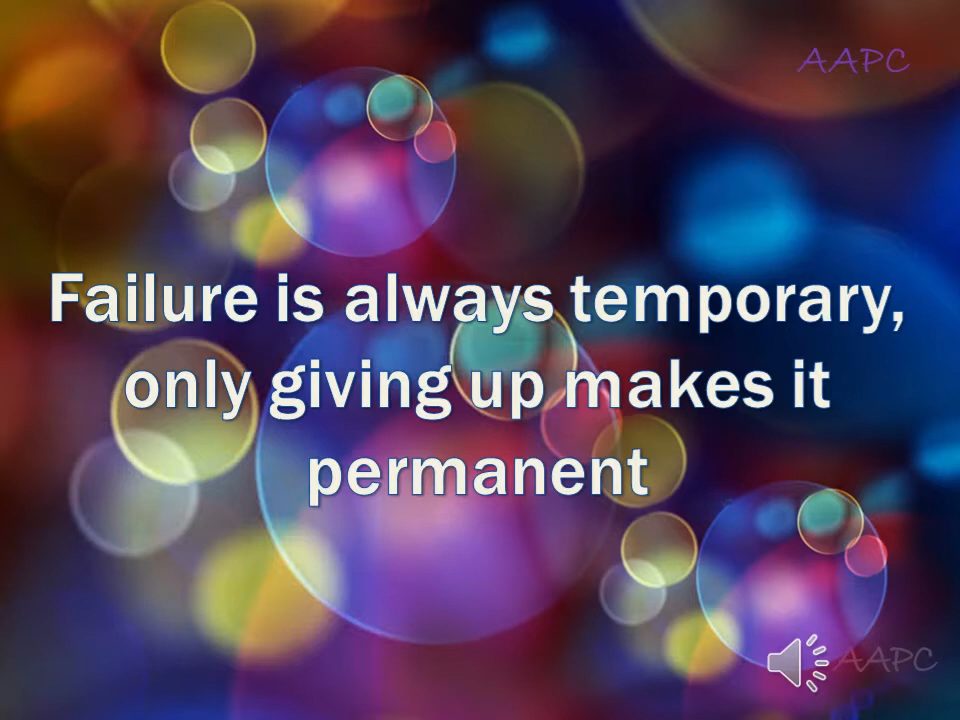 AAPC
Failure is always temporary,
only giving up makes it
permanent
AAPC